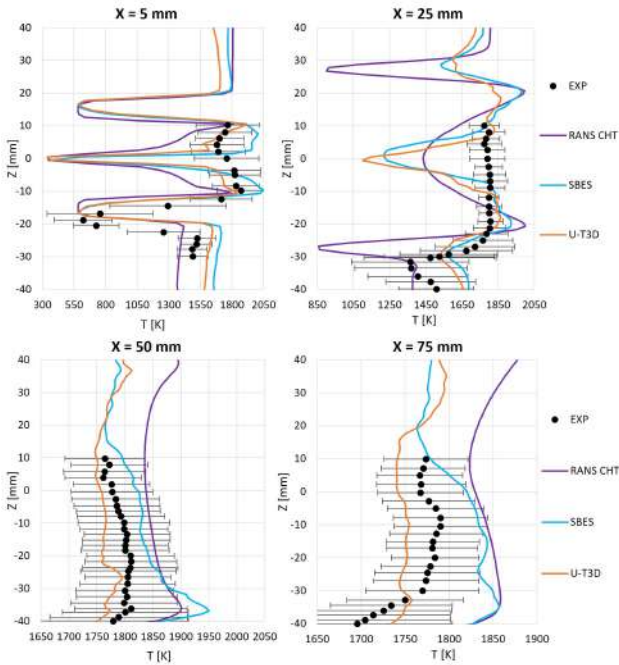 X = 5 mm
X = 25 mm
40
30
20
10
0
-10
-20
-30
-40
Z [mm]
300 550 800 1050 1300 1550 1800 2050
T [K]
40
30
20
10
0
-10
-20
-30
-40
Z [mm]
850 1050 1250 1450 1650 1850 2050
T [K]
EXP
RANS CHT
SBES
U-T3D
X = 50 mm
X = 75 mm
40
30
20
10
0
-10
-20
-30
-40
Z [mm]
1650 1700 1750 1800 1850 1900 1950 2000 2050
T [K]
40
30
20
10
0
-10
-20
-30
-40
Z [mm]
1650 1700 1750 1800 1850 1900
T [K]
EXP
RANS CHT
SBES
U-T3D